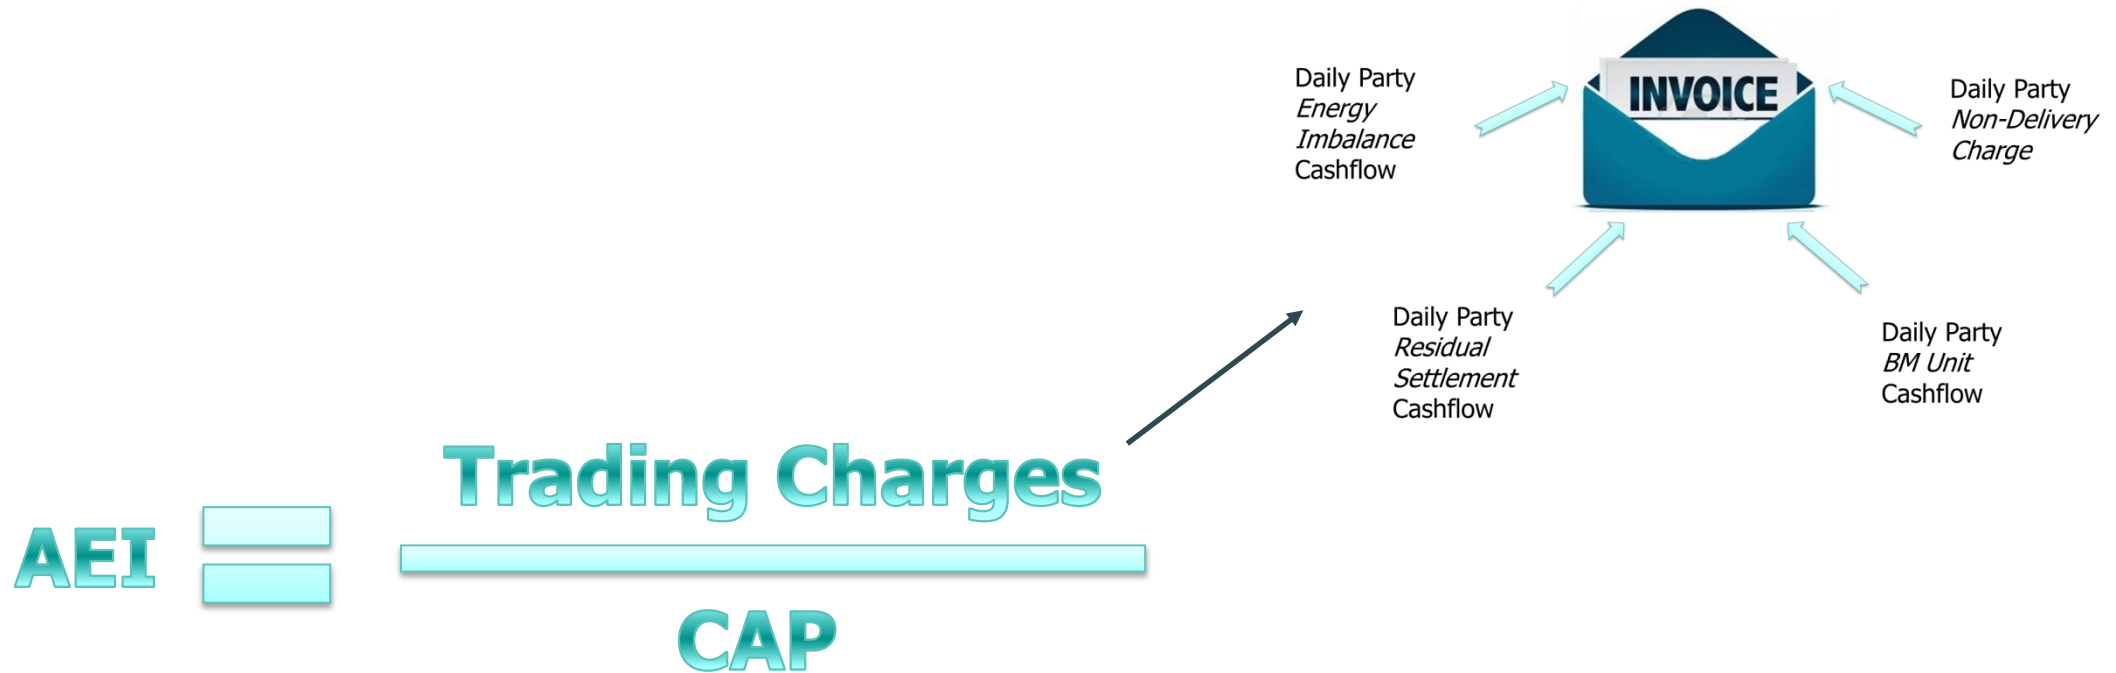 Daily Party
Energy
Imbalance
Cashflow
INVOICE
Daily Party
Non-Delivery
Charge
Daily Party
Residual
Settlement
Cashflow
Daily Party
BM Unit
Cashflow
Trading Charges
AEI
CAP